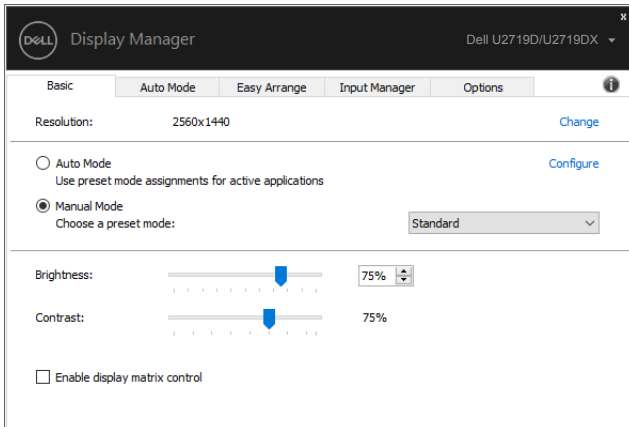 x
DELL Display Manager Dell U2719D/U2719DX
Basic Auto Mode Easy Arrange Input Manager Options i
Resolution: 2560x1440 Change
Auto Mode Configure
Use preset mode assignments for active applications
Manual Mode
Choose a preset mode: Standard
Brightness: 75%
Contrast: 75%
Enable display matrix control